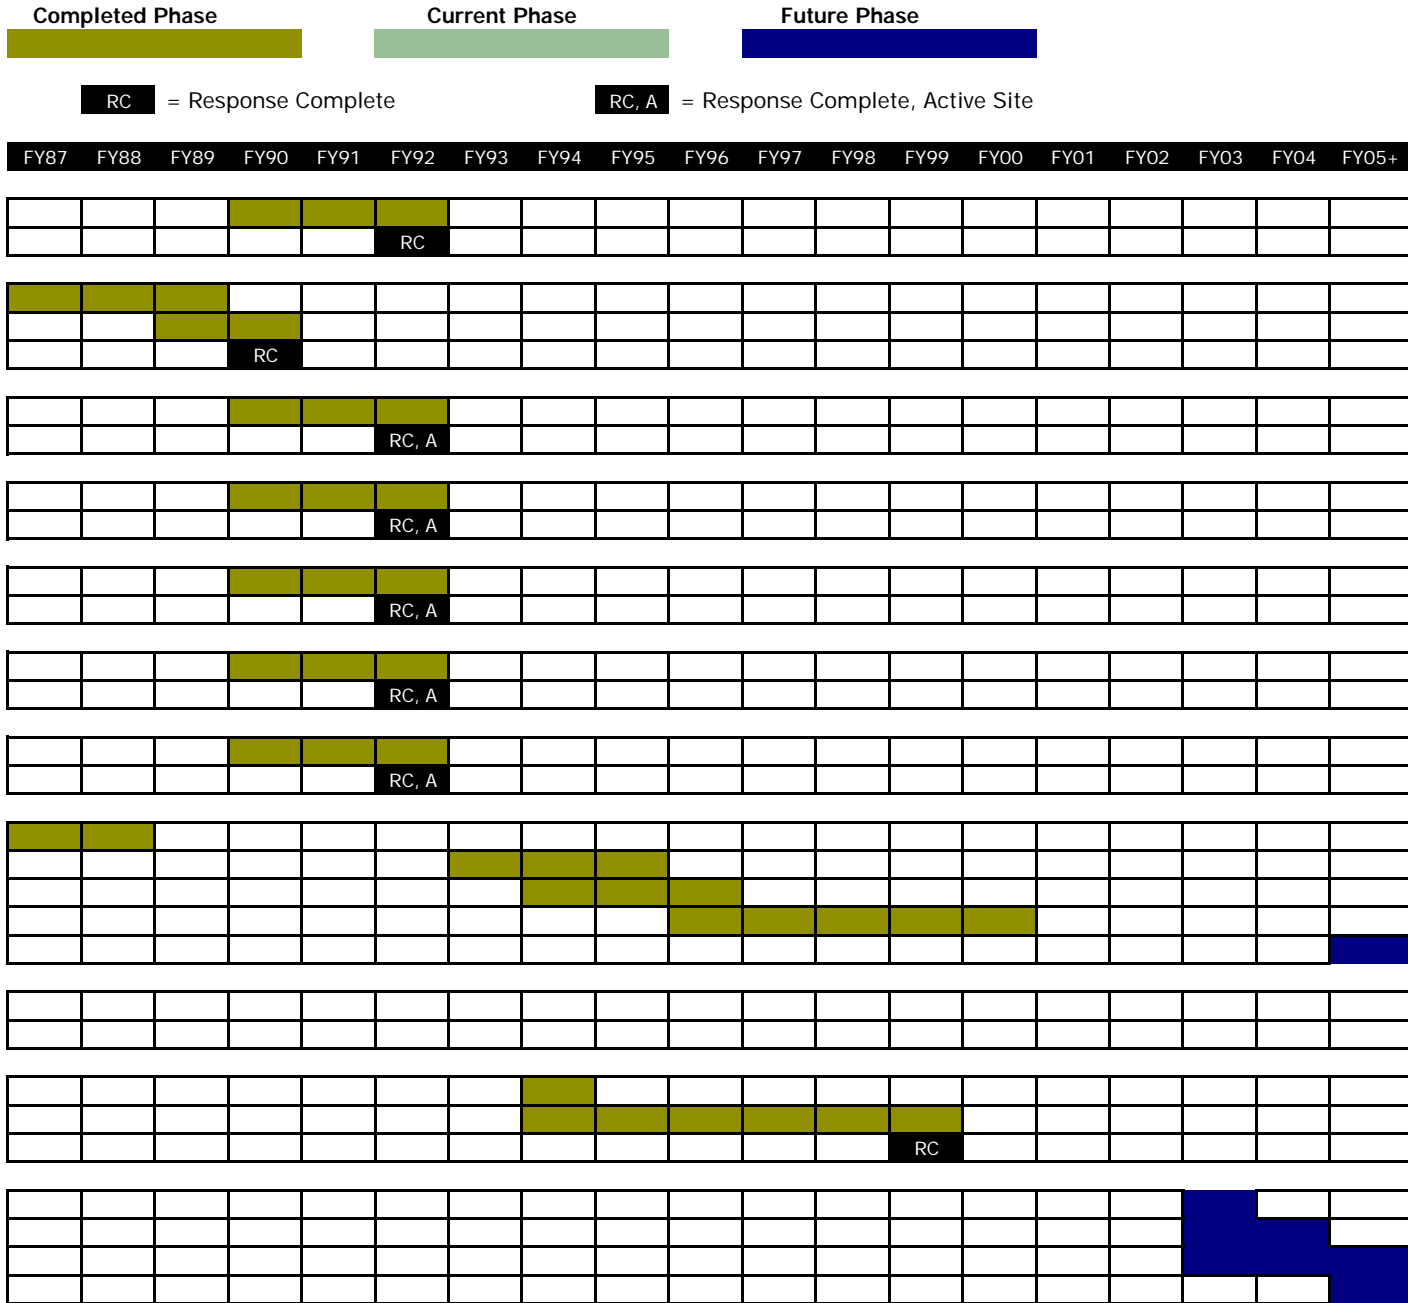 Completed Phase Current Phase Future Phase
RC = Response Complete RC, A = Response Complete, Active Site
FY87 FY88 FY89 FY90 FY91 FY92 FY93 FY94 FY95 FY96 FY97 FY98 FY99 FY00 FY01 FY02 FY03 FY04 FY05+
RC
RC
RC, A
RC, A
RC, A
RC, A
RC, A
RC